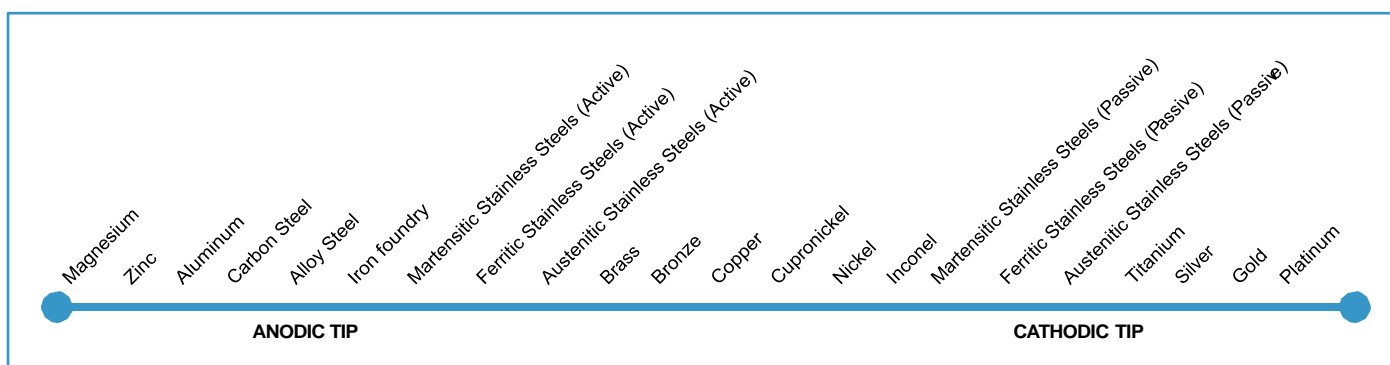 Magnesium
Zinc
Aluminum
Carbon Steel
Alloy Steel
Iron foundry
Martensitic Stainless Steels (Active)
Ferritic Stainless Steels (Active)
Austenitic Stainless Steels (Active)
Brass
Bronze
Copper
Cupronickel
Nickel
Inconel
Martensitic Stainless Steels (Passive)
Ferritic Stainless Steels (Passive)
Austenitic Stainless Steels (Passive)
Titanium
Silver
Gold
Platinum
ANODIC TIP
CATHODIC TIP